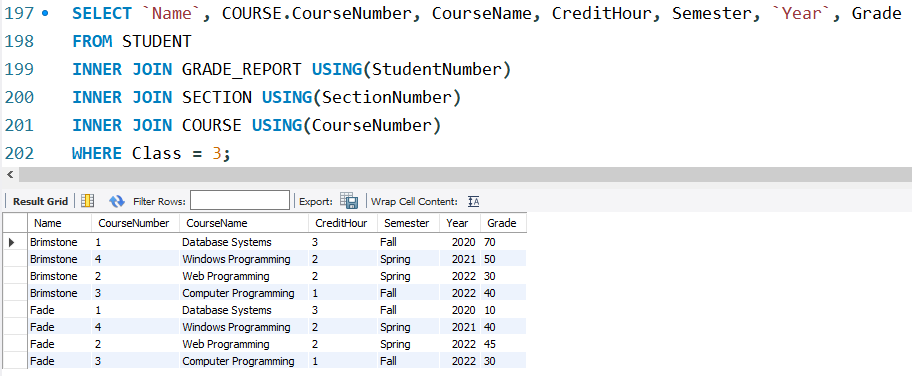 197 SELECT `Name`, COURSE.CourseNumber, CourseName, CreditHour, Semester, `Year`, Grade
198 FROM STUDENT
199 INNER JOIN GRADE_REPORT USING(StudentNumber)
200 INNER JOIN SECTION USING(SectionNumber)
201 INNER JOIN COURSE USING(CourseNumber)
202 WHERE Class = 3;
Result Grid Filter Rows: Export: Wrap Cell Content:
Name CourseNumber CourseName CreditHour Semester Year Grade
Brimstone 1 Database Systems 3 Fall 2020 70
Brimstone 4 Windows Programming 2 Spring 2021 50
Brimstone 2 Web Programming 2 Spring 2022 30
Brimstone 3 Computer Programming 1 Fall 2022 40
Fade 1 Database Systems 3 Fall 2020 10
Fade 4 Windows Programming 2 Spring 2021 40
Fade 2 Web Programming 2 Spring 2022 45
Fade 3 Computer Programming 1 Fall 2022 30